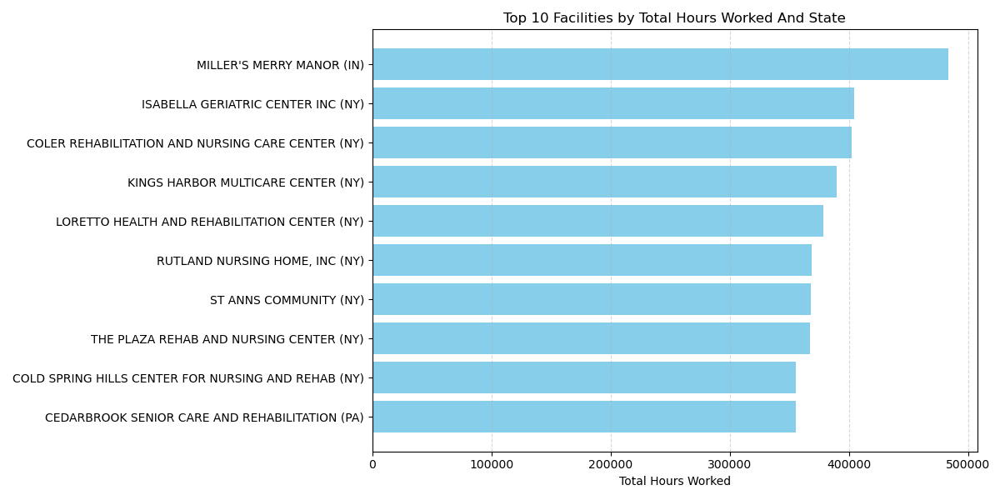 Top 10 Facilities by Total Hours Worked And State
MILLER'S MERRY MANOR (IN)
ISABELLA GERIATRIC CENTER INC (NY)
COLER REHABILITATION AND NURSING CARE CENTER (NY)
KINGS HARBOR MULTICARE CENTER (NY)
LORETTO HEALTH AND REHABILITATION CENTER (NY)
RUTLAND NURSING HOME, INC (NY)
ST ANNS COMMUNITY (NY)
THE PLAZA REHAB AND NURSING CENTER (NY)
COLD SPRING HILLS CENTER FOR NURSING AND REHAB (NY)
CEDARBROOK SENIOR CARE AND REHABILITATION (PA)
0 100000 200000 300000 400000 500000
Total Hours Worked